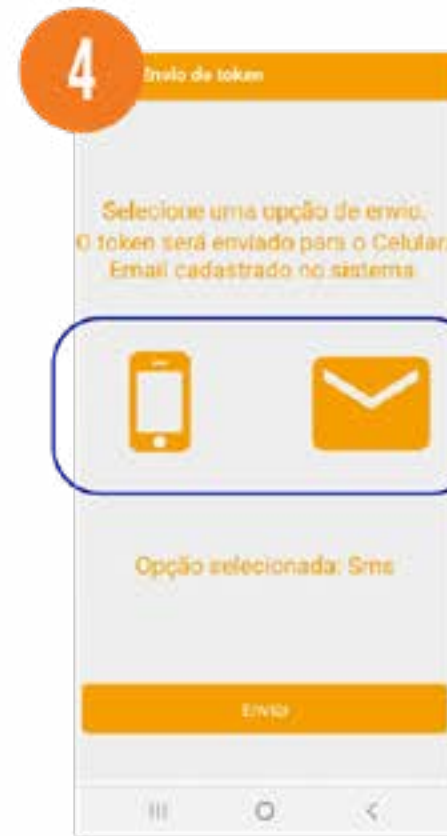 4
Envio de token
Selecione uma opção de envio.
O token será enviado para o Celular
Email cadastrado no sistema
Opção selecionada: Sms
Enviar